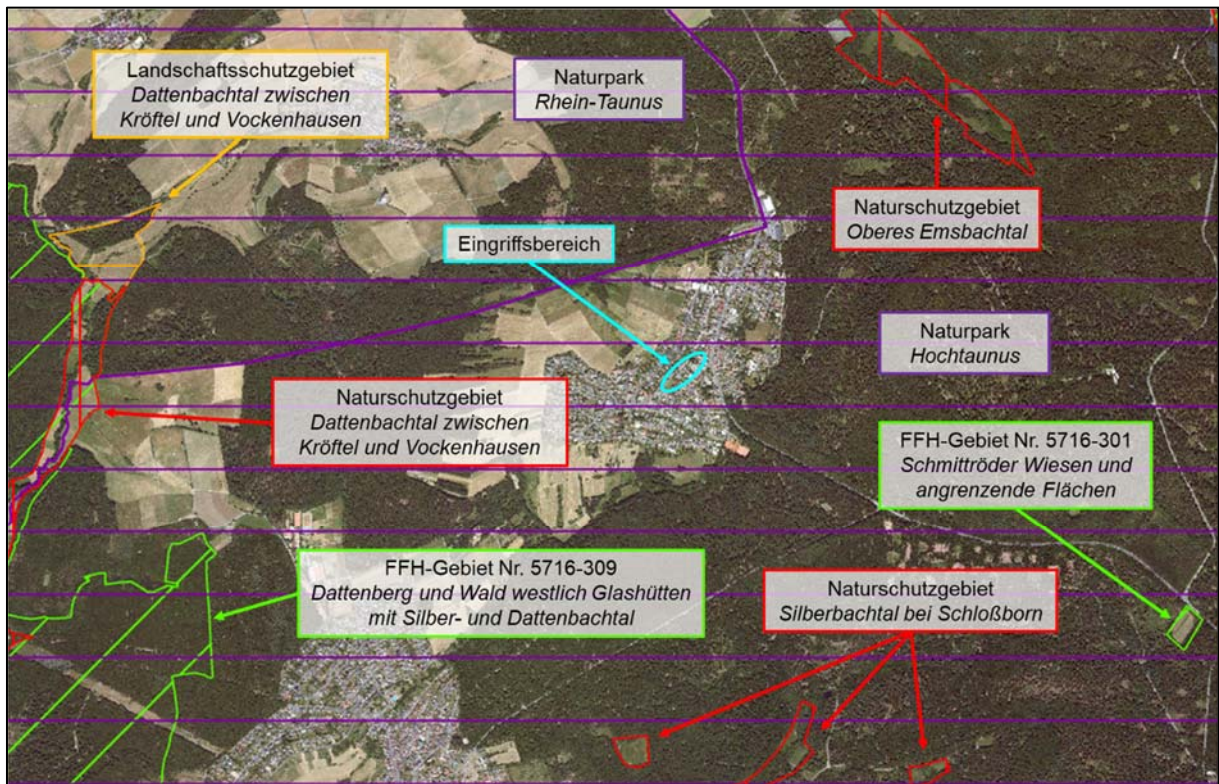 Landschaftsschutzgebiet
Dattenbachtal zwischen
Kröftel und Vockenhausen
Naturpark
Rhein-Taunus
Naturschutzgebiet
Oberes Emsbachtal
Eingriffsbereich
Naturpark
Hochtaunus
Naturschutzgebiet
Dattenbachtal zwischen
Kröftel und Vockenhausen
FFH-Gebiet Nr. 5716-301
Schmittröder Wiesen und
angrenzende Flächen
FFH-Gebiet Nr. 5716-309
Dattenberg und Wald westlich Glashütten
mit Silber- und Dattenbachtal
Naturschutzgebiet
Silberbachtal bei Schloßborn